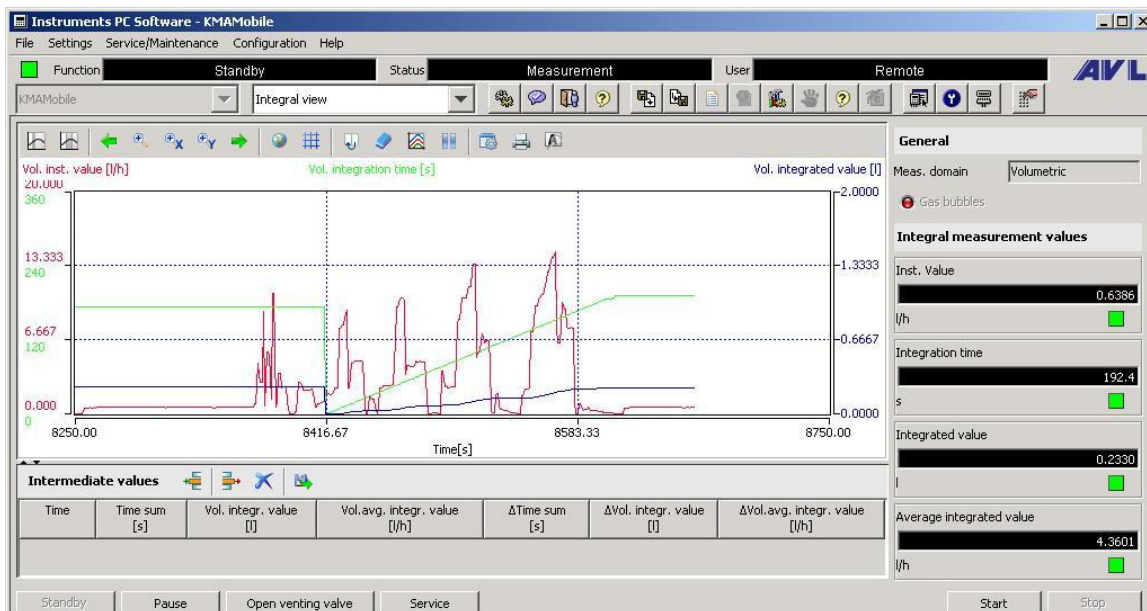 Instruments PC Software - KMAMobile
File Settings Service/Maintenance Configuration Help
Function Standby Status Measurement User Remote AVL
KMAMobile Integral view
General
Vol. inst. value [l/h] Vol. integration time [s] Vol. integrated value [l]
Meas. domain Volumetric
20.000
360
2.0000
Gas bubbles
Integral measurement values
13.333
240
1.3333
Inst. Value
0.6386
l/h
6.667
120
0.6667
Integration time
192.4
s
0.000
0
0.0000
8250.00 8416.67 8583.33 8750.00
Time[s]
Integrated value
0.2330
l
Intermediate values
Time Time sum [s] Vol. integr. value [l] Vol.avg. integr. value [l/h] ΔTime sum [s] ΔVol. integr. value [l] ΔVol.avg. integr. value [l/h]
Average integrated value
4.3601
l/h
Standby Pause Open venting valve Service Start Stop